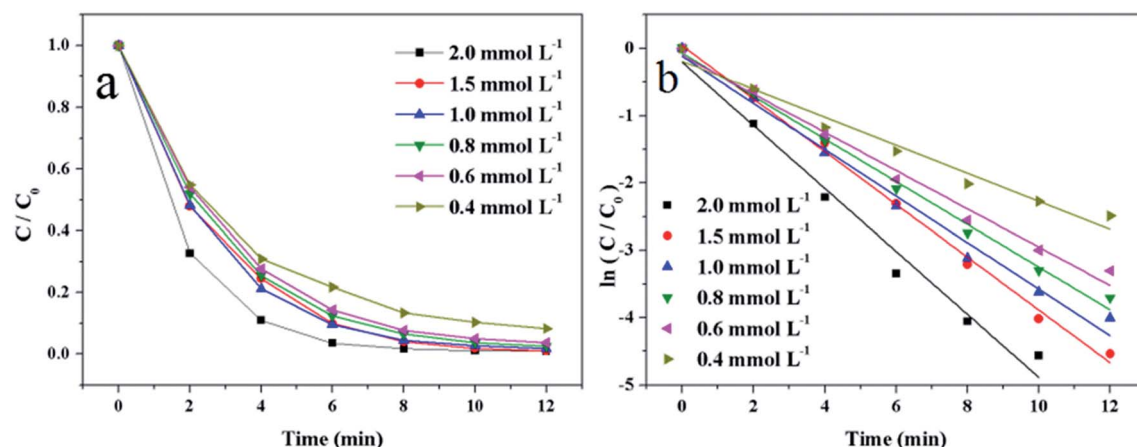 a
C / C₀
1.0
0.8
0.6
0.4
0.2
0.0
0
2
4
6
8
10
12
Time (min)
2.0 mmol L⁻¹
1.5 mmol L⁻¹
1.0 mmol L⁻¹
0.8 mmol L⁻¹
0.6 mmol L⁻¹
0.4 mmol L⁻¹
b
ln ( C / C₀)
0
-1
-2
-3
-4
-5
0
2
4
6
8
10
12
Time (min)
2.0 mmol L⁻¹
1.5 mmol L⁻¹
1.0 mmol L⁻¹
0.8 mmol L⁻¹
0.6 mmol L⁻¹
0.4 mmol L⁻¹